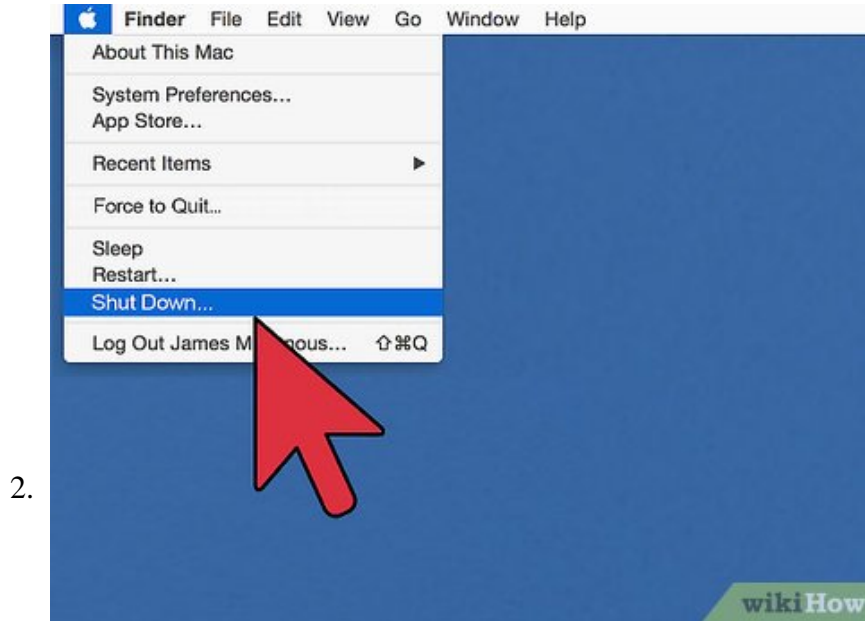 Finder File Edit View Go Window Help
About This Mac
System Preferences...
App Store...
Recent Items
Force to Quit...
Sleep
Restart...
Shut Down...
Log Out James ... ⇧⌘Q
2.
wikiHow